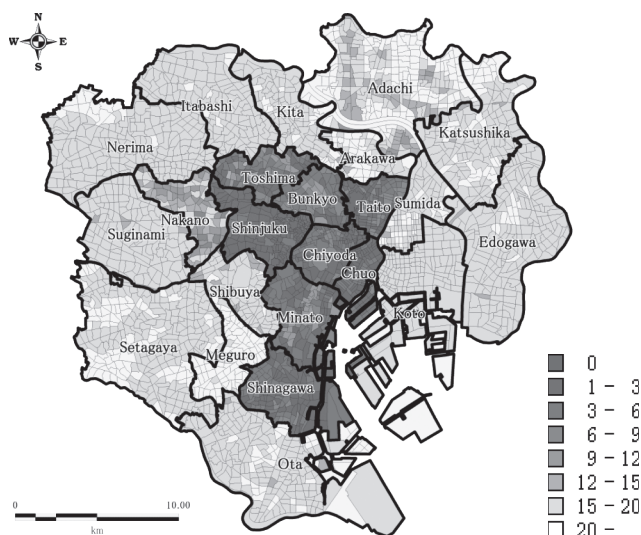 N
W E
S
Itabashi
Kita
Adachi
Nerima
Arakawa
Katsushika
Toshima
Bunkyo
Taito
Sumida
Nakano
Shinjuku
Suginami
Chiyoda
Edogawa
Chuo
Shibuya
Minato
Koto
Setagaya
Meguro
Shinagawa
Ota
0
1 - 3
3 - 6
6 - 9
9 - 12
12 - 15
15 - 20
20 -
0 10.00
km